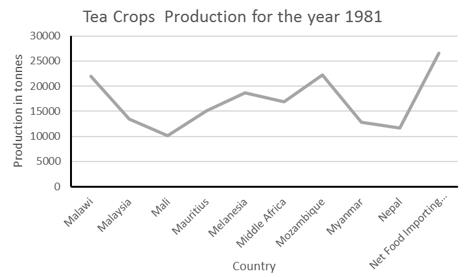 Tea Crops Production for the year 1981
Production in tonnes
30000
25000
20000
15000
10000
5000
0
Malawi
Malaysia
Mali
Mauritius
Melanesia
Middle Africa
Mozambique
Myanmar
Nepal
Net Food Importing...
Country